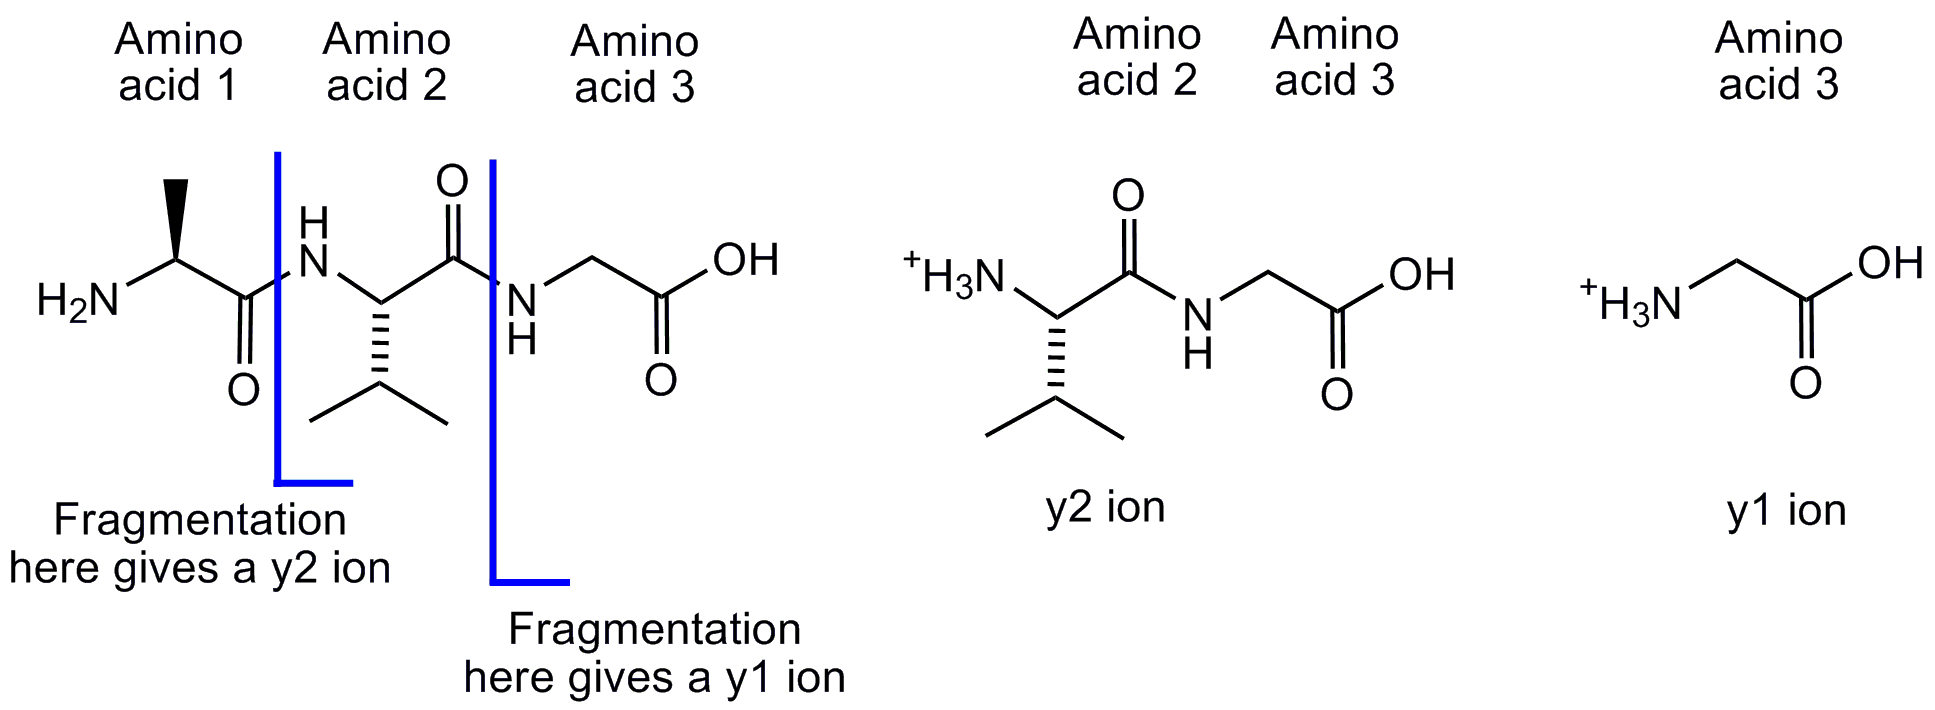 Amino
acid 1
Amino
acid 2
Amino
acid 3
H₂N
O
H
N
O
N
H
OH
O
Fragmentation
here gives a y2 ion
Fragmentation
here gives a y1 ion
Amino
acid 2
Amino
acid 3
⁺H₃N
O
N
H
OH
O
y2 ion
Amino
acid 3
⁺H₃N
OH
O
y1 ion